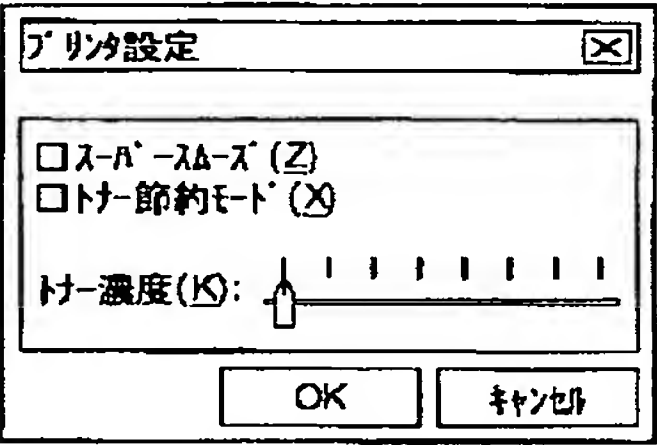 プリンタ設定
スーパースムーズ(Z)
トナー節約モード(X)
トナー濃度(K):
OK
キャンセル